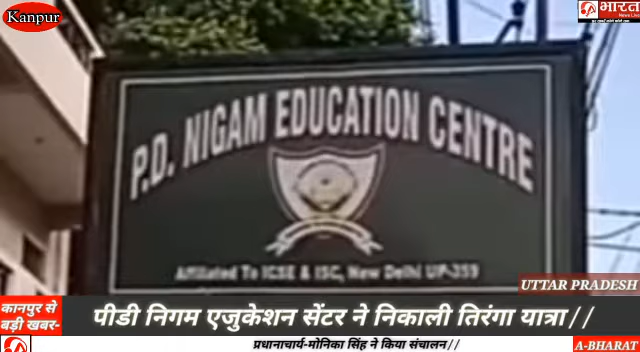 Kanpur
भारत
P.D. NIGAM EDUCATION CENTRE
Affiliated To ICSE & ISC, New Delhi UP-359
UTTAR PRADESH
कानपुर से
बड़ी खबर-
पीडी निगम एजुकेशन सेंटर ने निकाली तिरंगा यात्रा//
प्रधानाचार्य-मोनिका सिंह ने किया संचालन//
A-BHARAT